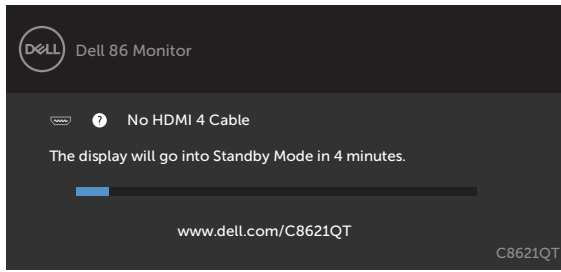 DELL
Dell 86 Monitor
? No HDMI 4 Cable
The display will go into Standby Mode in 4 minutes.
www.dell.com/C8621QT
C8621QT